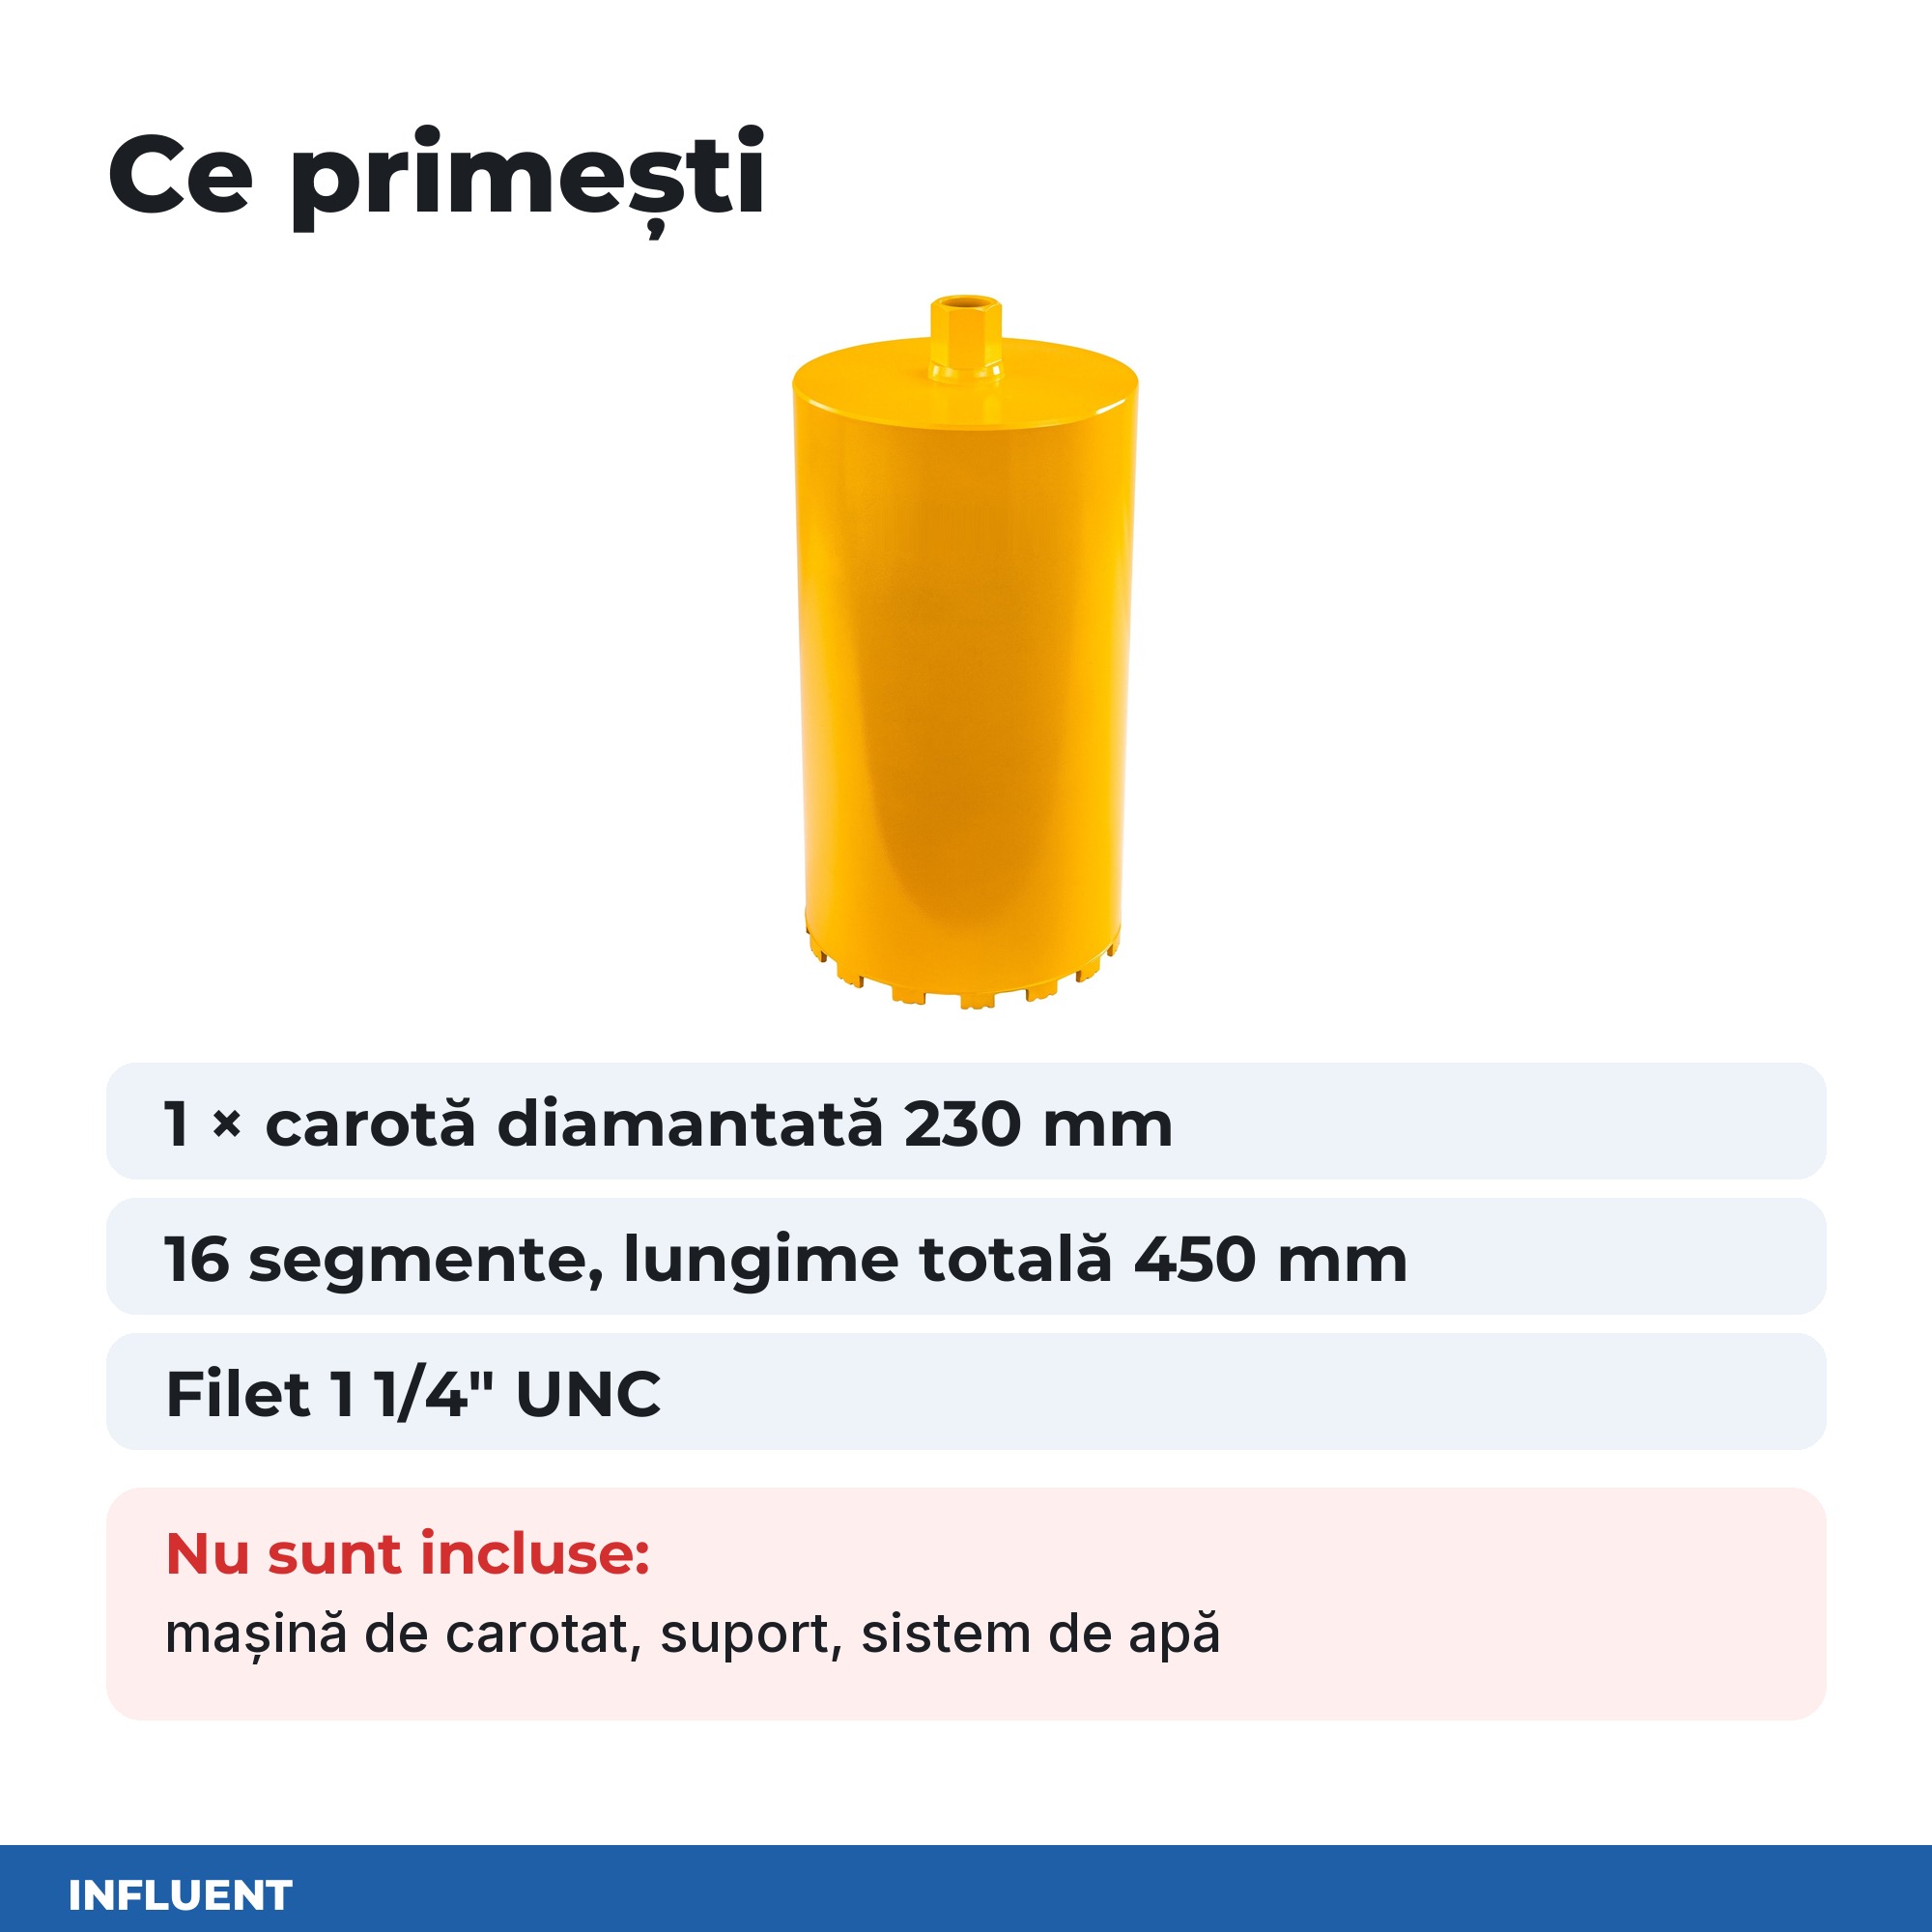 Ce primești
1 × carotă diamantată 230 mm
16 segmente, lungime totală 450 mm
Filet 1 1/4" UNC
Nu sunt incluse:
mașină de carotat, suport, sistem de apă
INFLUENT